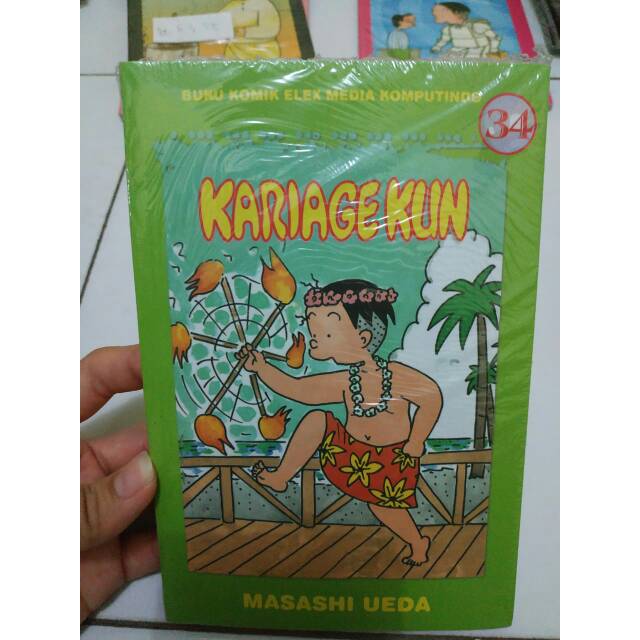 BUKU KOMIK ELEX MEDIA KOMPUTINDO
34
KARIAGE KUN
MASASHI UEDA